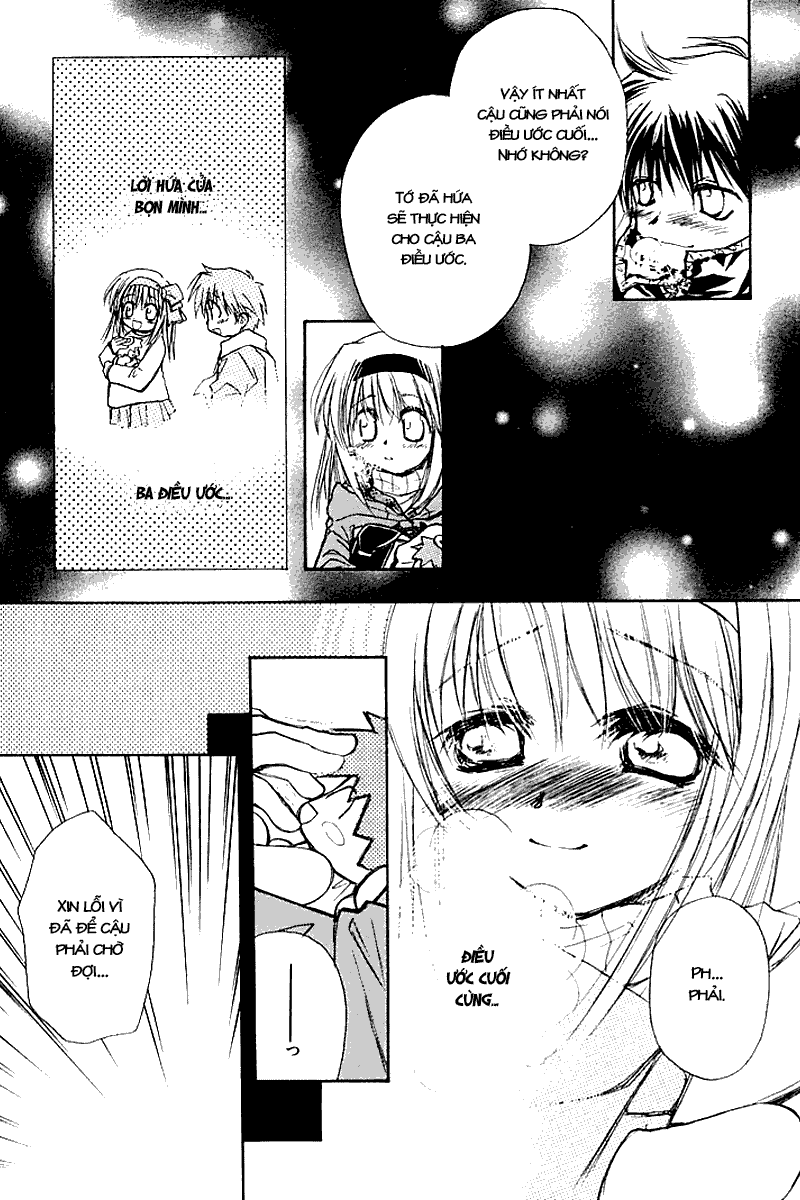 VẬY ÍT NHẤT
CẬU CŨNG PHẢI NÓI
ĐIỀU ƯỚC CUỐI...
NHỚ KHÔNG?
TỚ ĐÃ HỨA
SẼ THỰC HIỆN
CHO CẬU BA
ĐIỀU ƯỚC.
LỜI HỨA CỦA
BỌN MÌNH...
BA ĐIỀU ƯỚC...
PH...
PHẢI.
ĐIỀU
ƯỚC CUỐI
CÙNG...
ーっ
XIN LỖI VÌ
ĐÃ ĐỂ CẬU
PHẢI CHỜ
ĐỢI...